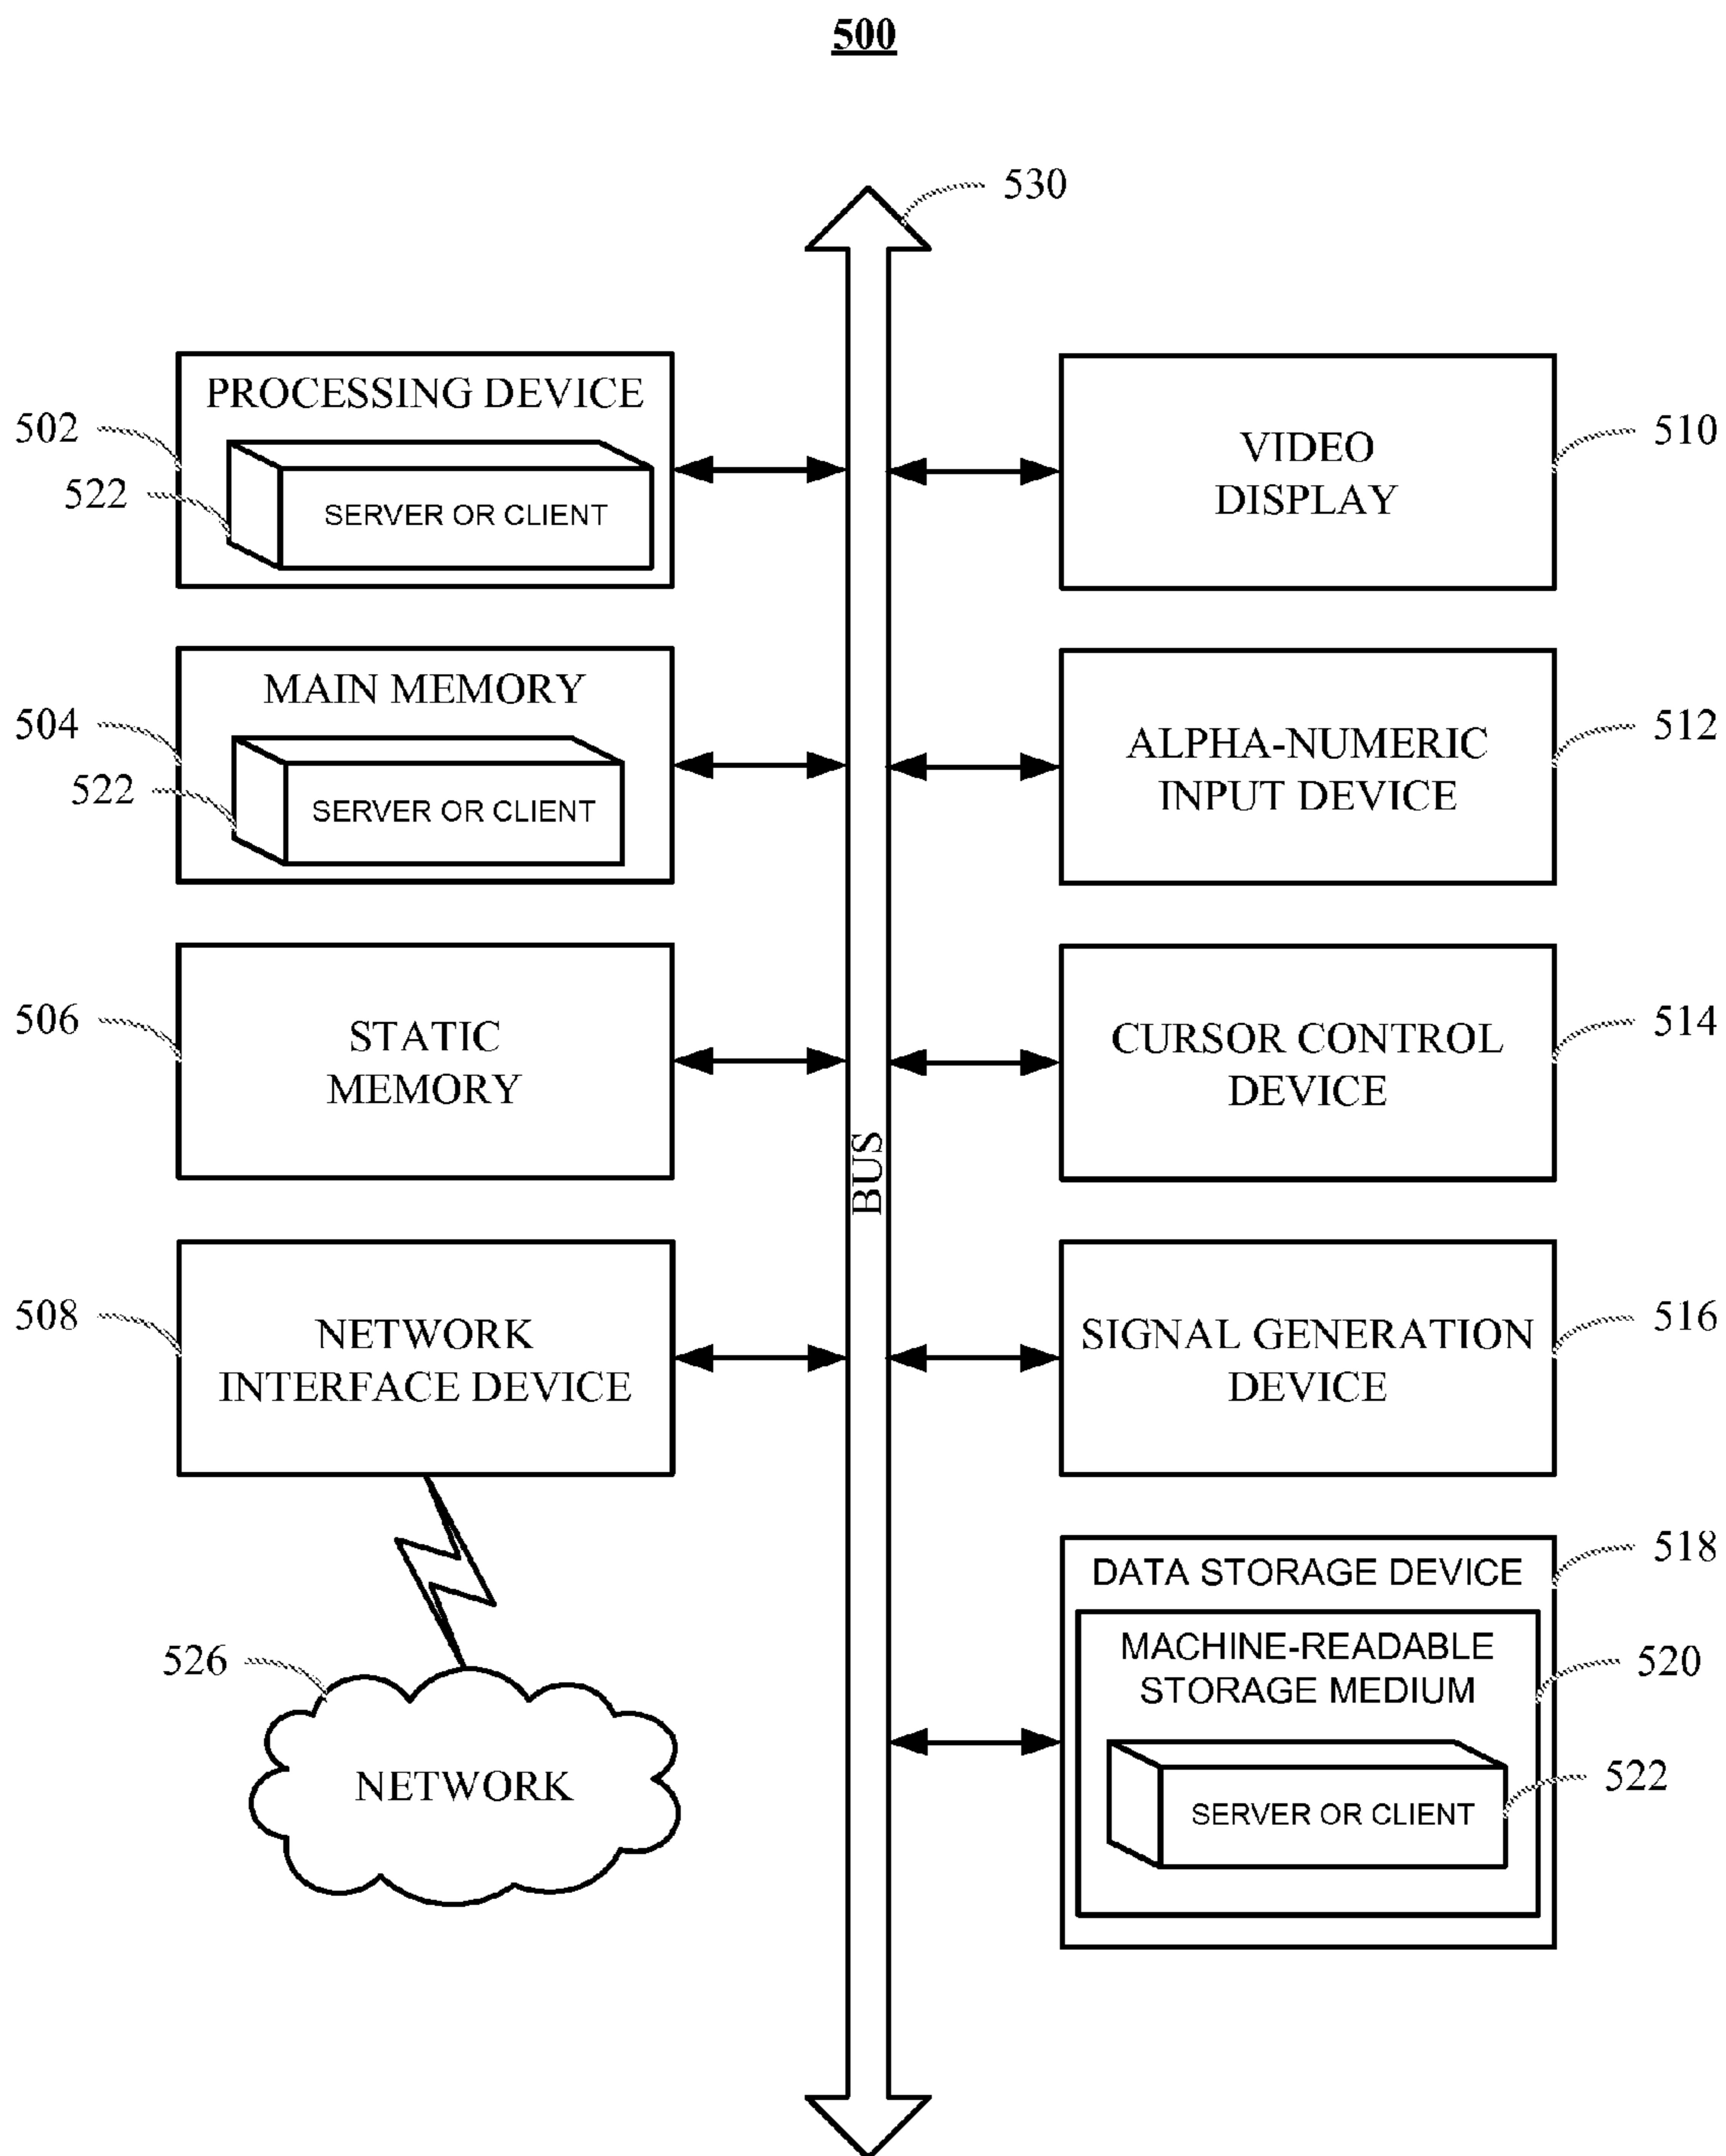 500
530
PROCESSING DEVICE
502
522
SERVER OR CLIENT
VIDEO
DISPLAY
510
MAIN MEMORY
504
522
SERVER OR CLIENT
ALPHA-NUMERIC
INPUT DEVICE
512
506
STATIC
MEMORY
CURSOR CONTROL
DEVICE
514
BUS
508
NETWORK
INTERFACE DEVICE
SIGNAL GENERATION
DEVICE
516
518
DATA STORAGE DEVICE
MACHINE-READABLE
STORAGE MEDIUM
520
SERVER OR CLIENT
522
526
NETWORK